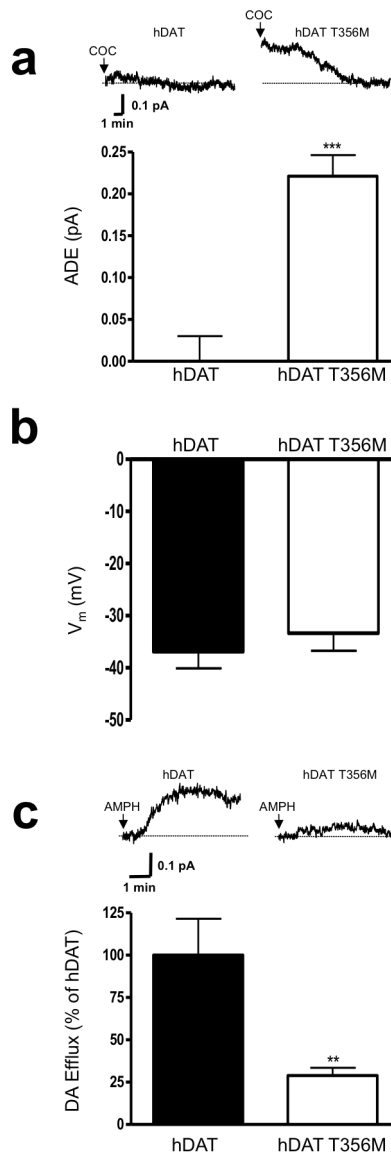 a
hDAT
hDAT T356M
COC
COC
0.1 pA
1 min
ADE (pA)
0.25
0.20
0.15
0.10
0.05
0.00
***
hDAT
hDAT T356M
b
hDAT
hDAT T356M
Vm (mV)
0
-10
-20
-30
-40
-50
c
hDAT
hDAT T356M
AMPH
AMPH
0.1 pA
1 min
DA Efflux (% of hDAT)
125
100
75
50
25
0
**
hDAT
hDAT T356M